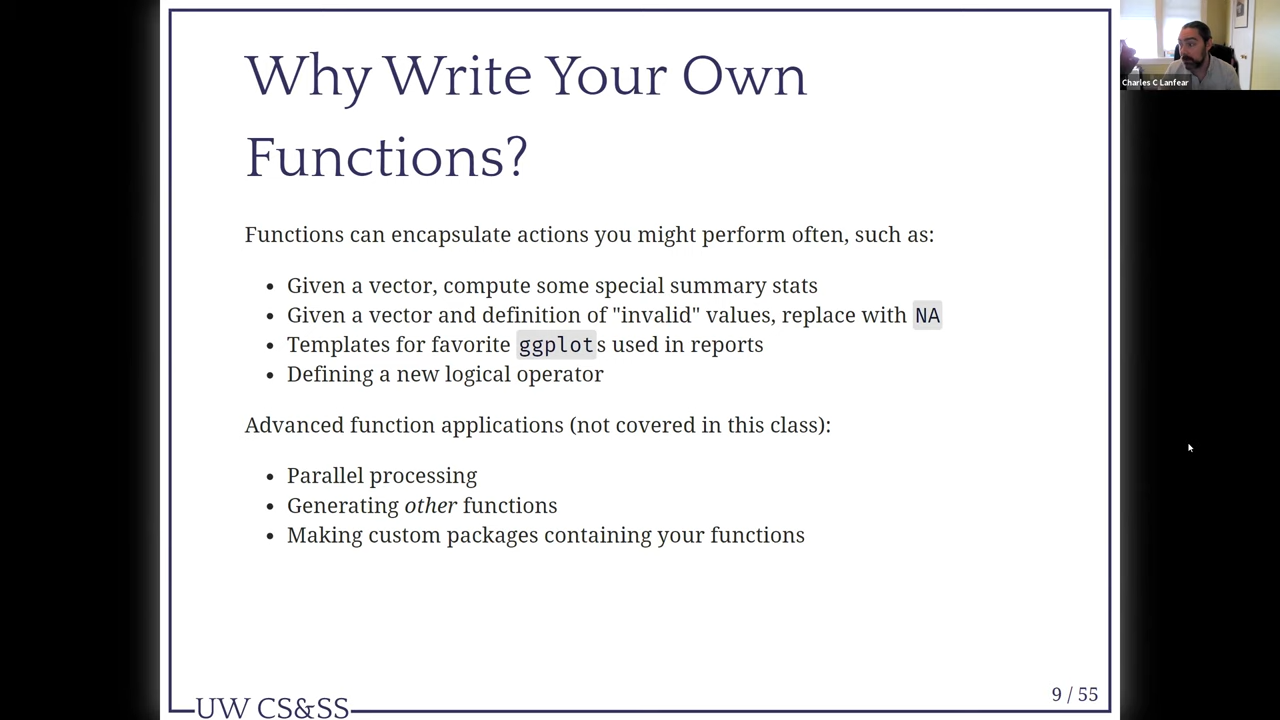 Why Write Your Own
Functions?
Functions can encapsulate actions you might perform often, such as:
• Given a vector, compute some special summary stats
• Given a vector and definition of "invalid" values, replace with NA
• Templates for favorite ggplots used in reports
• Defining a new logical operator
Advanced function applications (not covered in this class):
• Parallel processing
• Generating other functions
• Making custom packages containing your functions
UW CS&SS
9 / 55
Charles C Lanfear